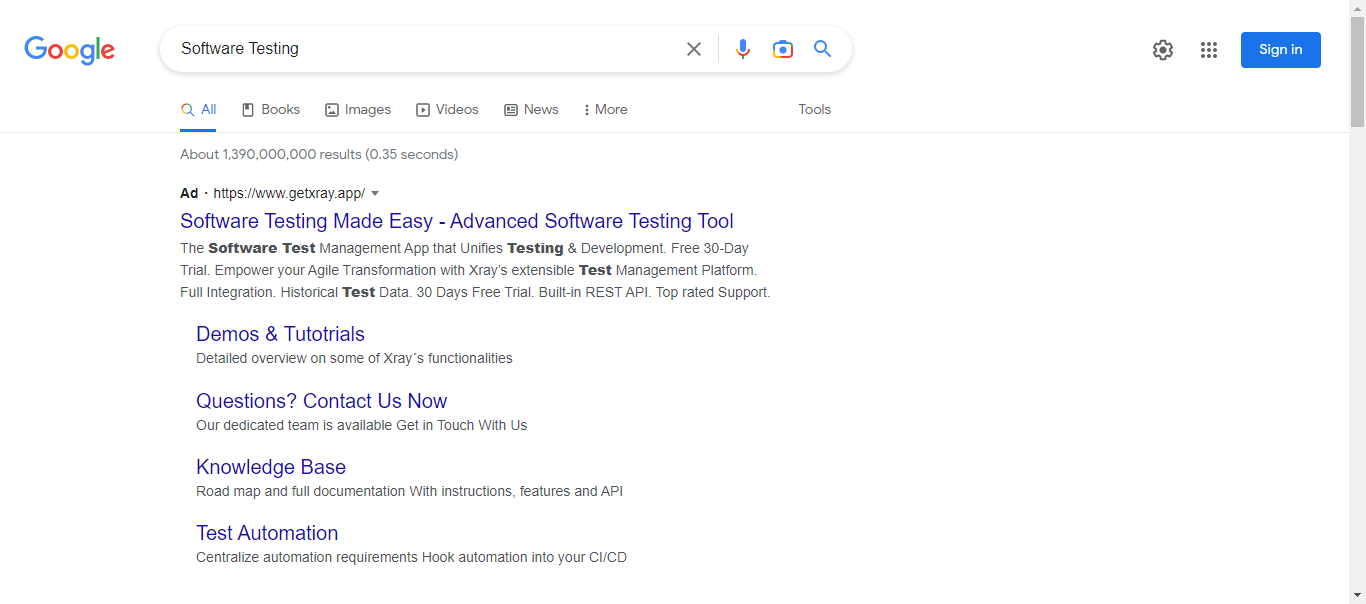 Google
Software Testing
Sign in
All
Books
Images
Videos
News
More
Tools
About 1,390,000,000 results (0.35 seconds)
Ad · https://www.getxray.app/
Software Testing Made Easy - Advanced Software Testing Tool
The Software Test Management App that Unifies Testing & Development. Free 30-Day
Trial. Empower your Agile Transformation with Xray’s extensible Test Management Platform.
Full Integration. Historical Test Data. 30 Days Free Trial. Built-in REST API. Top rated Support.
Demos & Tutotrials
Detailed overview on some of Xray´s functionalities
Questions? Contact Us Now
Our dedicated team is available Get in Touch With Us
Knowledge Base
Road map and full documentation With instructions, features and API
Test Automation
Centralize automation requirements Hook automation into your CI/CD